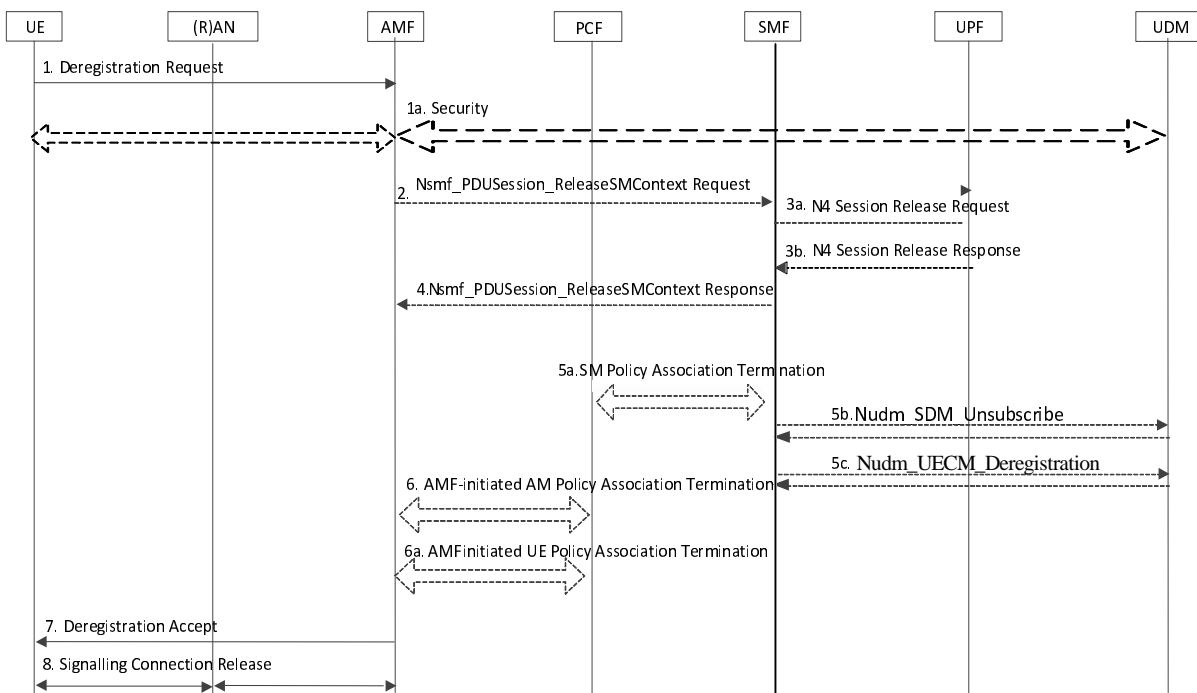 UE
(R)AN
AMF
PCF
SMF
UPF
UDM
1. Deregistration Request
1a. Security
2. Nsmf_PDUSession_ReleaseSMContext Request
3a. N4 Session Release Request
3b. N4 Session Release Response
4.Nsmf_PDUSession_ReleaseSMContext Response
5a.SM Policy Association Termination
5b.Nudm_SDM_Unsubscribe
5c. Nudm_UECM_Deregistration
6. AMF-initiated AM Policy Association Termination
6a. AMFinitiated UE Policy Association Termination
7. Deregistration Accept
8. Signalling Connection Release